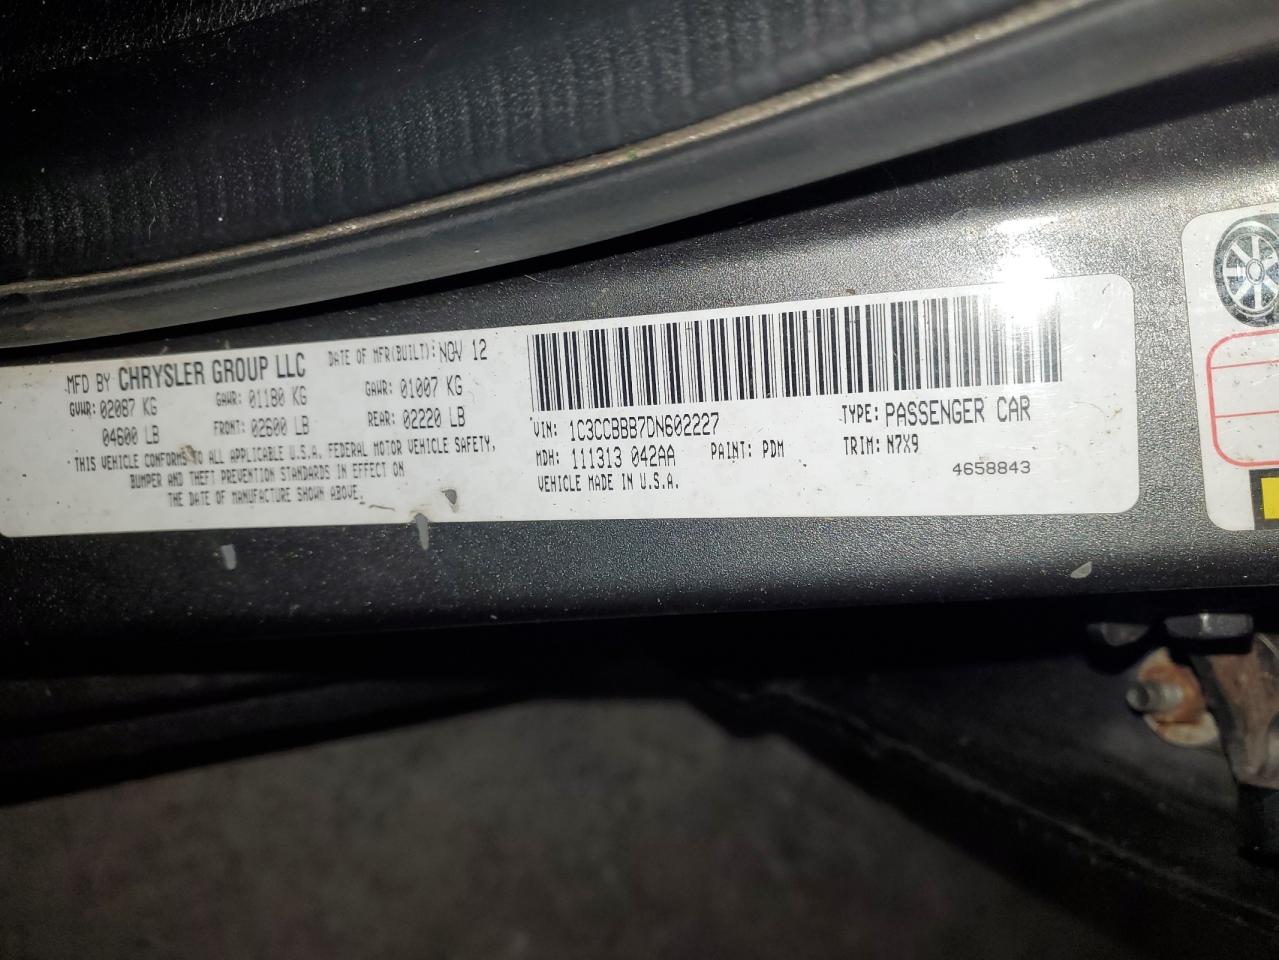 MFD BY CHRYSLER GROUP LLC
DATE OF MFR(BUILT): NOV 12
GVWR: 02087 KG
GAWR: 01180 KG
GAWR: 01007 KG
04600 LB
FRONT: 02600 LB
REAR: 02220 LB
THIS VEHICLE CONFORMS TO ALL APPLICABLE U.S.A. FEDERAL MOTOR VEHICLE SAFETY,
BUMPER AND THEFT PREVENTION STANDARDS IN EFFECT ON
THE DATE OF MANUFACTURE SHOWN ABOVE.
VIN: 1C3CCBBB7DN602227
TYPE: PASSENGER CAR
MDH: 111313 042AA
PAINT: PDM
TRIM: N7X9
VEHICLE MADE IN U.S.A.
4658843